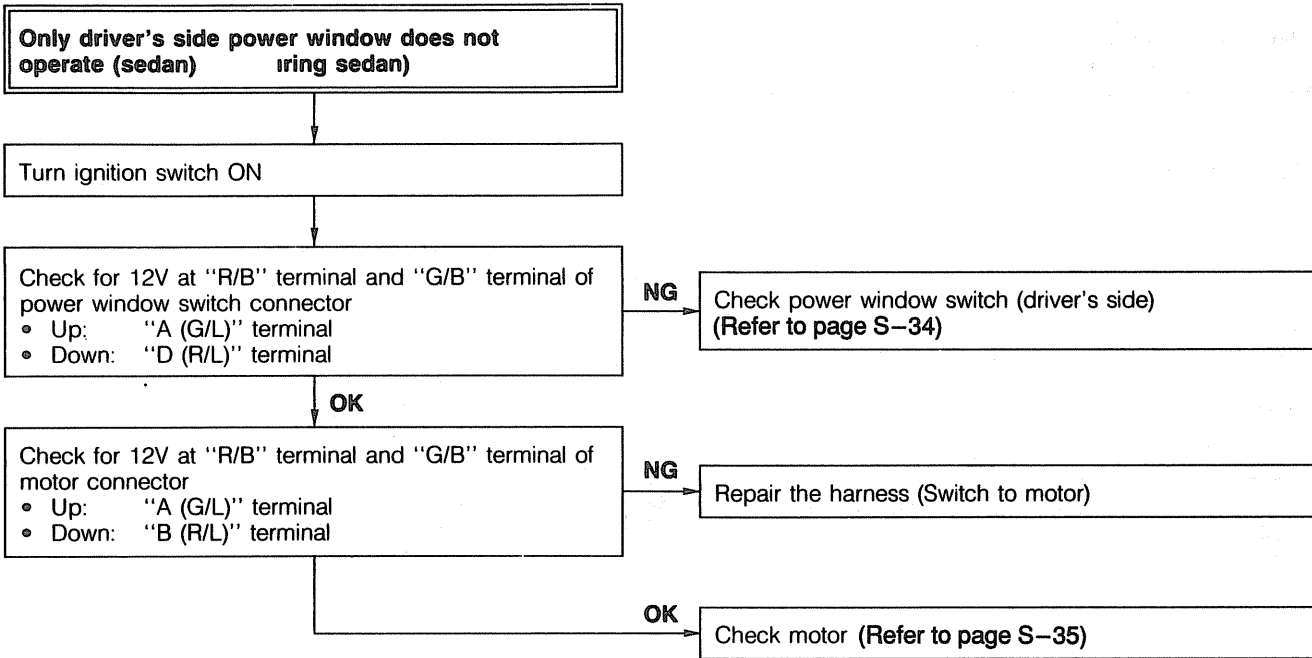 Only driver's side power window does not
operate (sedan) iring sedan)
Turn ignition switch ON
Check for 12V at "R/B" terminal and "G/B" terminal of
power window switch connector
• Up: "A (G/L)" terminal
• Down: "D (R/L)" terminal
NG
Check power window switch (driver's side)
(Refer to page S–34)
OK
Check for 12V at "R/B" terminal and "G/B" terminal of
motor connector
• Up: "A (G/L)" terminal
• Down: "B (R/L)" terminal
NG
Repair the harness (Switch to motor)
OK
Check motor (Refer to page S–35)